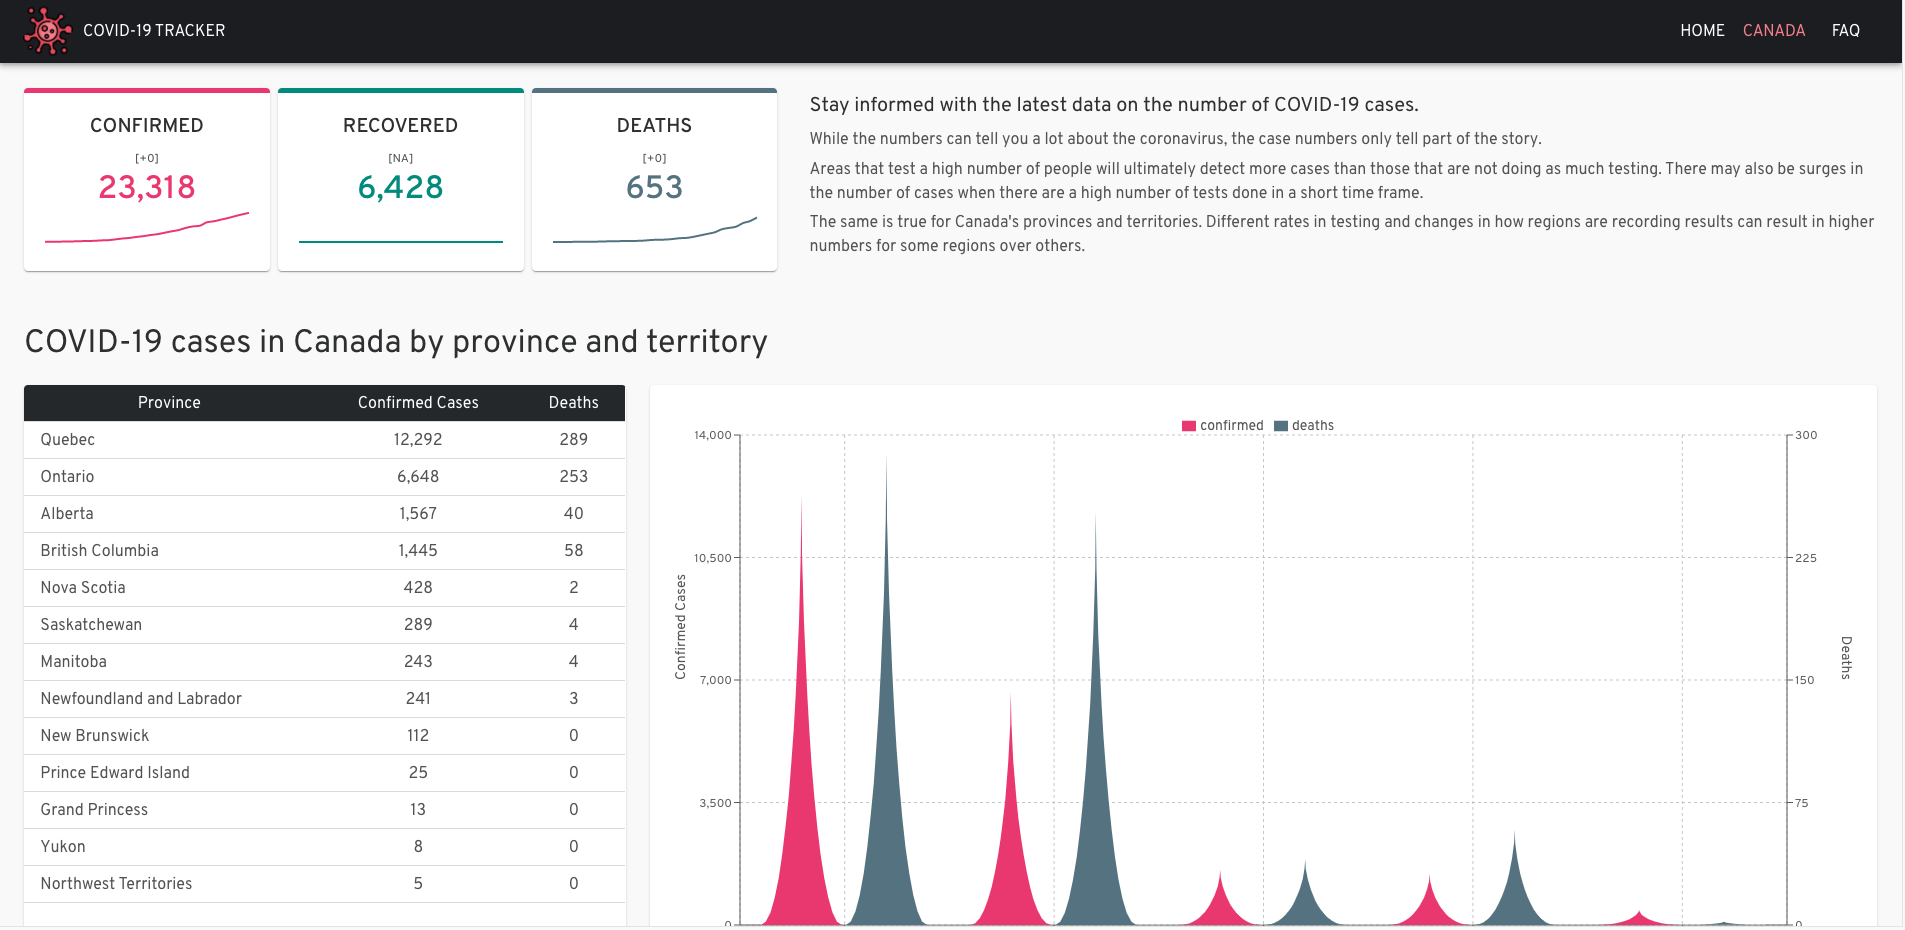 COVID-19 TRACKER
HOME CANADA FAQ
CONFIRMED
[+0]
23,318
RECOVERED
[NA]
6,428
DEATHS
[+0]
653
Stay informed with the latest data on the number of COVID-19 cases.
While the numbers can tell you a lot about the coronavirus, the case numbers only tell part of the story.
Areas that test a high number of people will ultimately detect more cases than those that are not doing as much testing. There may also be surges in
the number of cases when there are a high number of tests done in a short time frame.
The same is true for Canada's provinces and territories. Different rates in testing and changes in how regions are recording results can result in higher
numbers for some regions over others.
COVID-19 cases in Canada by province and territory
Province Confirmed Cases Deaths
Quebec 12,292 289
Ontario 6,648 253
Alberta 1,567 40
British Columbia 1,445 58
Nova Scotia 428 2
Saskatchewan 289 4
Manitoba 243 4
Newfoundland and Labrador 241 3
New Brunswick 112 0
Prince Edward Island 25 0
Grand Princess 13 0
Yukon 8 0
Northwest Territories 5 0
confirmed deaths
14,000
10,500
7,000
3,500
0
Confirmed Cases
300
225
150
75
0
Deaths